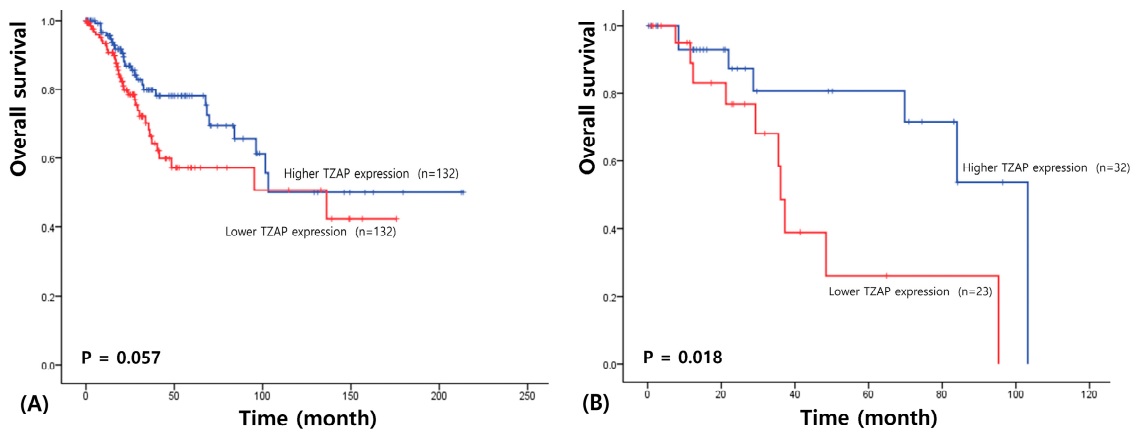 Overall survival
1.0
0.8
0.6
0.4
0.2
0.0
Higher TZAP expression (n=132)
Lower TZAP expression (n=132)
P = 0.057
0 50 100 150 200 250
(A)
Time (month)
Overall survival
1.0
0.8
0.6
0.4
0.2
0.0
Higher TZAP expression (n=32)
Lower TZAP expression (n=23)
P = 0.018
0 20 40 60 80 100 120
(B)
Time (month)